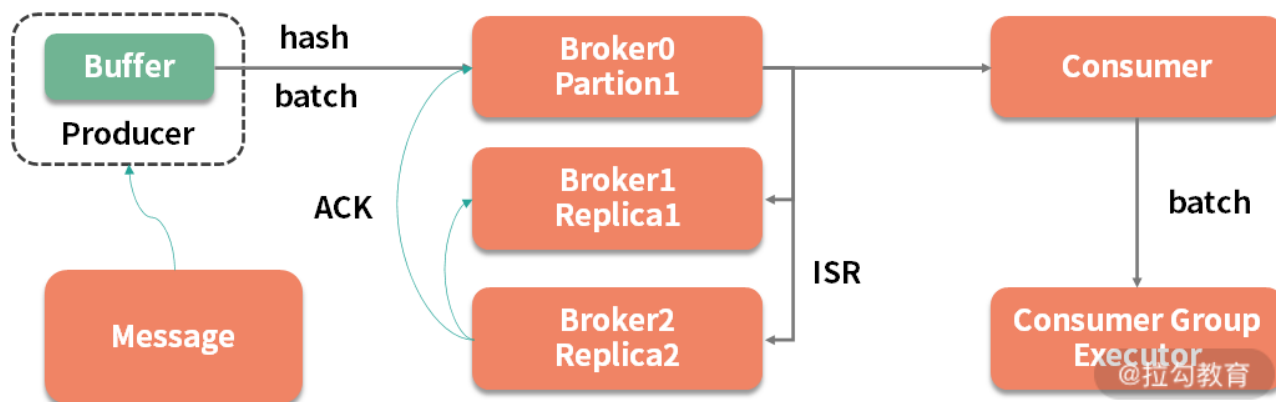 Buffer
Producer
hash
batch
Message
ACK
Broker0
Partion1
Broker1
Replica1
Broker2
Replica2
ISR
Consumer
batch
Consumer Group
Executor
@拉勾教育